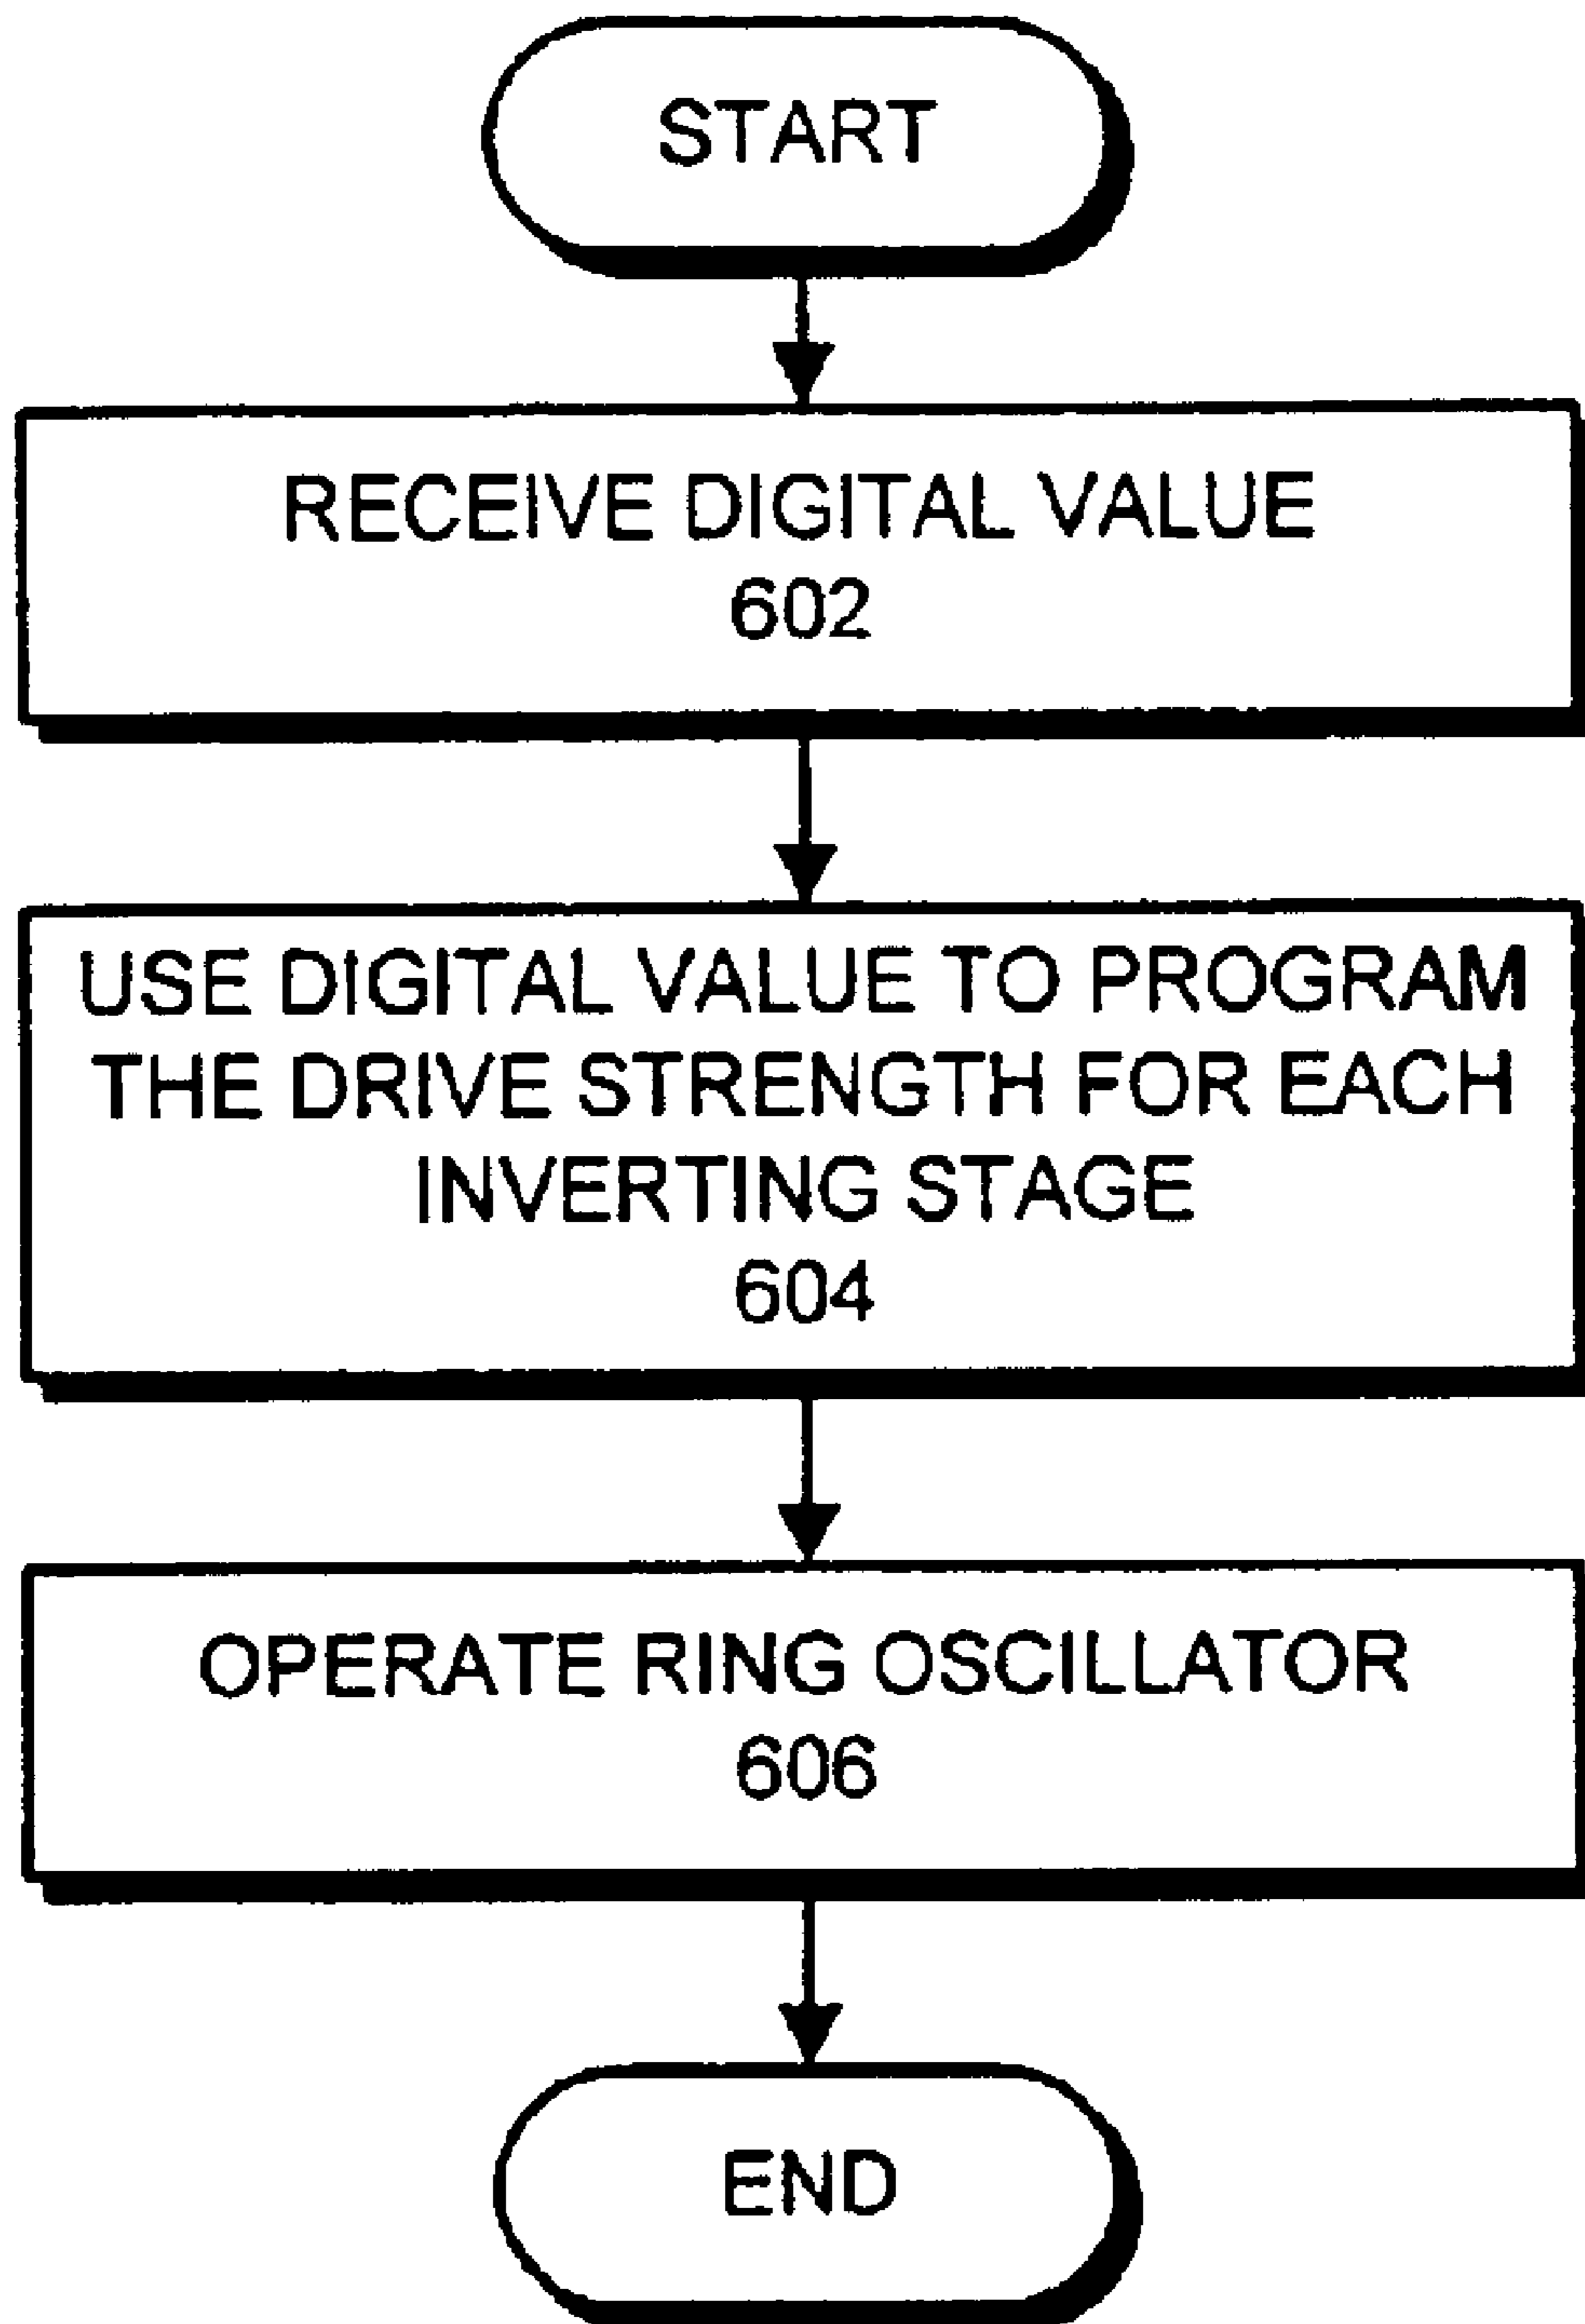 START
RECEIVE DIGITAL VALUE
602
USE DIGITAL VALUE TO PROGRAM
THE DRIVE STRENGTH FOR EACH
INVERTING STAGE
604
OPERATE RING OSCILLATOR
606
END